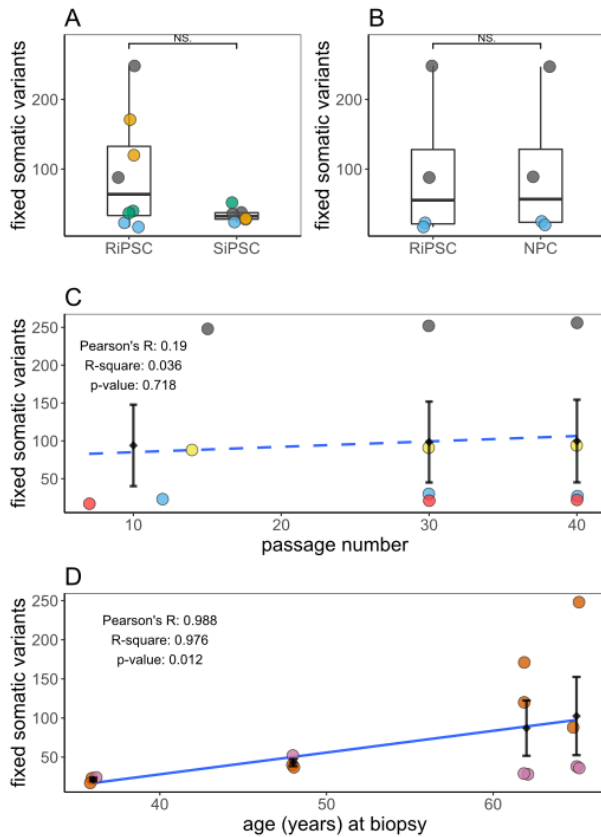 A
B
NS.
NS.
fixed somatic variants
200
100
RiPSC
SiPSC
fixed somatic variants
200
100
RiPSC
NPC
C
fixed somatic variants
250
200
150
100
50
Pearson's R: 0.19
R-square: 0.036
p-value: 0.718
10
20
30
40
passage number
D
fixed somatic variants
250
200
150
100
50
Pearson's R: 0.988
R-square: 0.976
p-value: 0.012
40
50
60
age (years) at biopsy